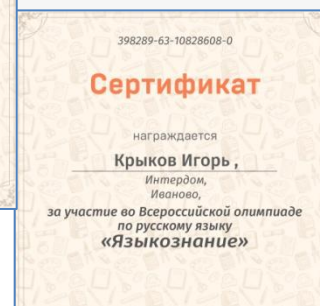 398289-63-10828608-0
Сертификат
награждается
Крыков Игорь ,
Интердом,
Иваново,
за участие во Всероссийской олимпиаде
по русскому языку
«Языкознание»